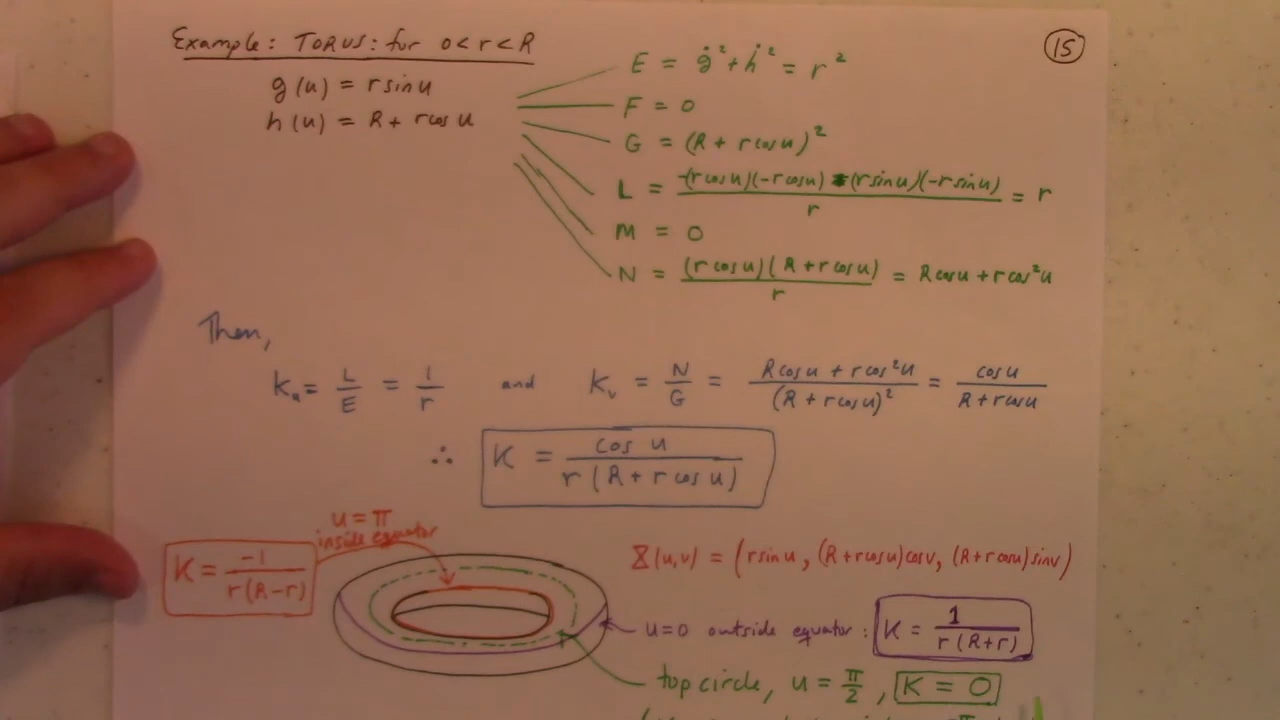 Example: TORUS: for 0<r<R
15
g(u) = r sin u
h(u) = R + r cos u
E = ġ² + ḣ² = r²
F = 0
G = (R + r cos u)²
L = -(r cos u)(-r cos u) + (r sin u)(-r sin u) / r = r
M = 0
N = (r cos u)(R + r cos u) / r = R cos u + r cos² u
Then,
k_u = L/E = 1/r and k_v = N/G = R cos u + r cos² u / (R + r cos u)² = cos u / R + r cos u
∴ K = cos u / r(R + r cos u)
u = π
inside equator
K = -1 / r(R-r)
X(u,v) = (r sin u, (R + r cos u) cos v, (R + r cos u) sin v)
u=0 outside equator: K = 1 / r(R+r)
top circle, u = π/2, K = 0